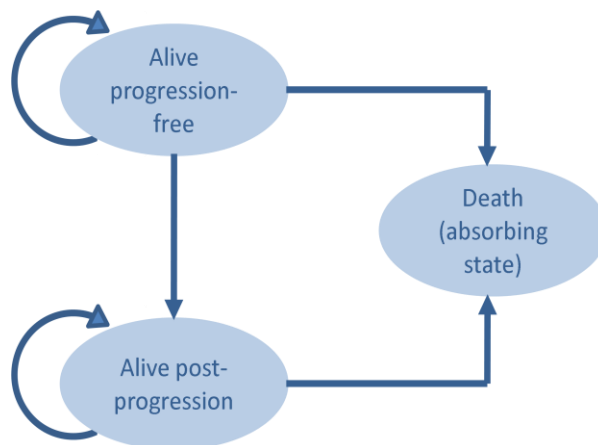 Alive
progression-
free
Death
(absorbing
state)
Alive post-
progression